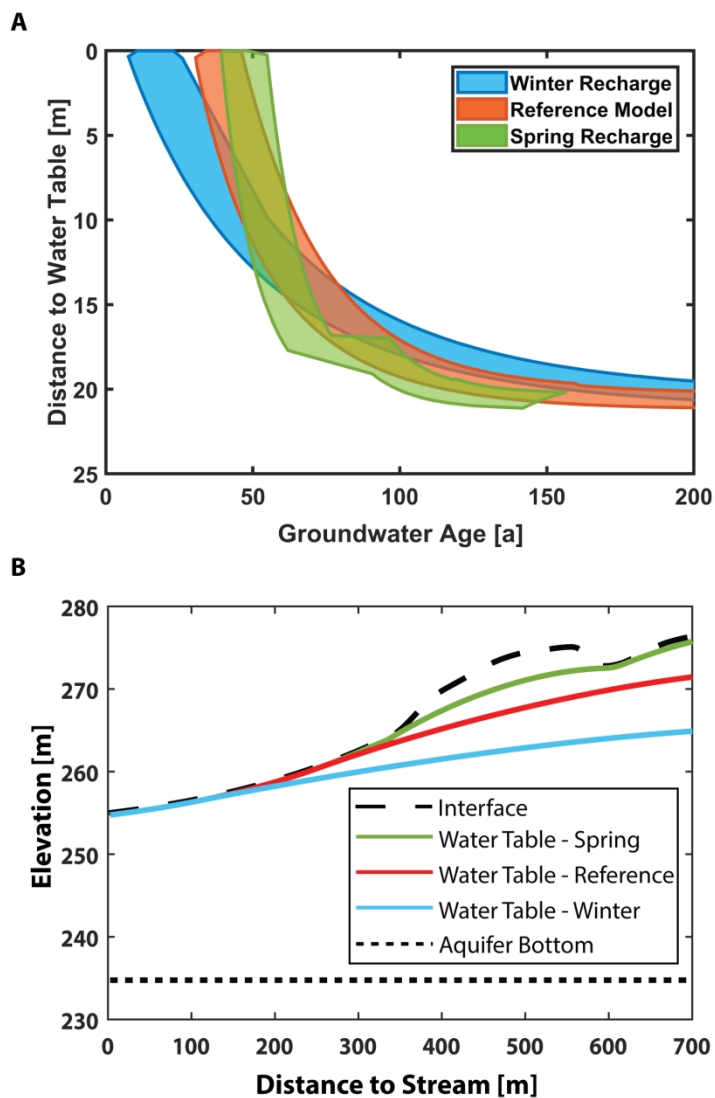 A
0
5
10
15
20
25
Distance to Water Table [m]
Winter Recharge
Reference Model
Spring Recharge
0
50
100
150
200
Groundwater Age [a]
B
280
270
260
250
240
230
Elevation [m]
Interface
Water Table - Spring
Water Table - Reference
Water Table - Winter
Aquifer Bottom
0
100
200
300
400
500
600
700
Distance to Stream [m]